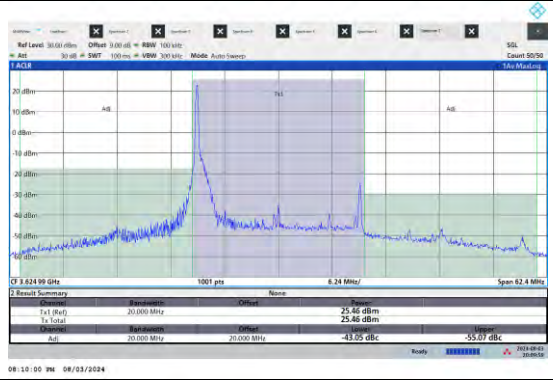 Ref Level 30.00 dBm Offset 0.00 dB RBW 100 kHz SGL
Att 30 dB SWT 100 ms VBW 300 kHz Mode Auto Sweep Count 50/50
1 ACLR 1Av MaxLog
20 dBm Tx1
10 dBm Adj Adj
0 dBm
-10 dBm
-20 dBm
-30 dBm
-40 dBm
-50 dBm
-60 dBm
CF 3.62499 GHz 1001 pts 6.24 MHz/ Span 62.4 MHz
2 Result Summary None
Channel Bandwidth Offset Power
Tx1 (Ref) 20.000 MHz 25.46 dBm
Tx Total 25.46 dBm
Channel Bandwidth Offset Lower Upper
Adj 20.000 MHz 20.000 MHz -43.05 dBc -55.07 dBc
Ready
08:10:00 PM 08/03/2024